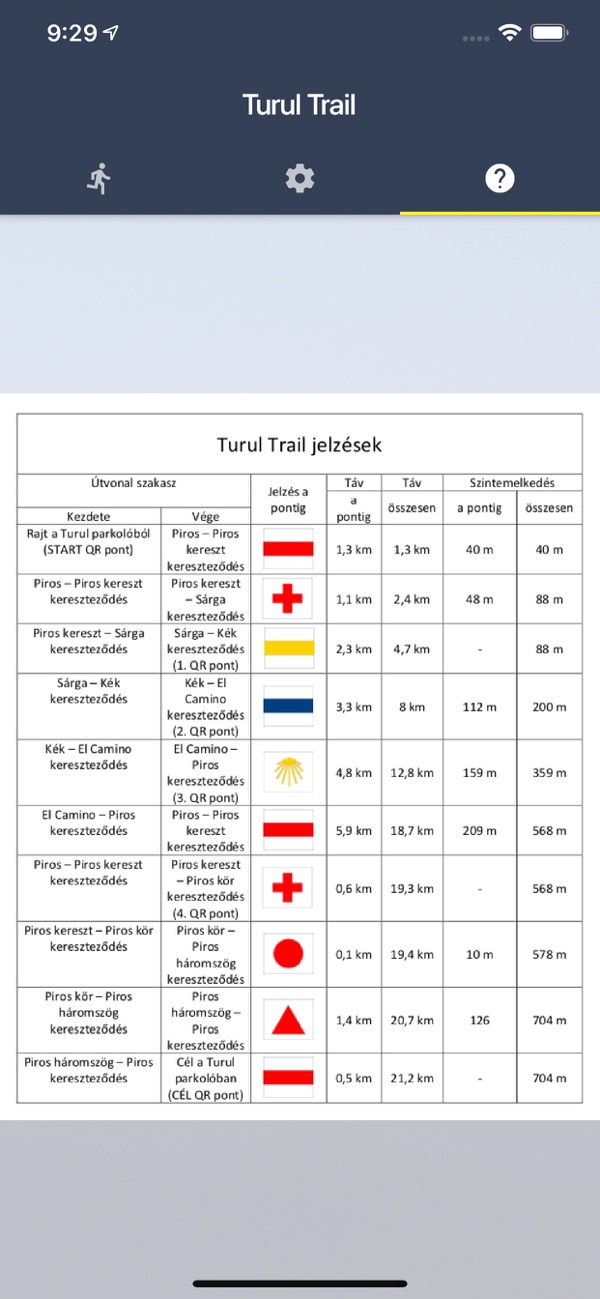 9:29
Turul Trail
Turul Trail jelzések
Útvonal szakasz
Jelzés a
pontig
Táv
Táv
Szintemelkedés
Kezdete
Vége
a
pontig
összesen
a pontig
összesen
Rajt a Turul parkolóból
(START QR pont)
Piros – Piros
kereszt
kereszteződés
1,3 km
1,3 km
40 m
40 m
Piros – Piros kereszt
kereszteződés
Piros kereszt
– Sárga
kereszteződés
1,1 km
2,4 km
48 m
88 m
Piros kereszt – Sárga
kereszteződés
Sárga – Kék
kereszteződés
(1. QR pont)
2,3 km
4,7 km
-
88 m
Sárga – Kék
kereszteződés
Kék – El
Camino
kereszteződés
(2. QR pont)
3,3 km
8 km
112 m
200 m
Kék – El Camino
kereszteződés
El Camino –
Piros
kereszteződés
(3. QR pont)
4,8 km
12,8 km
159 m
359 m
El Camino – Piros
kereszteződés
Piros – Piros
kereszt
kereszteződés
5,9 km
18,7 km
209 m
568 m
Piros – Piros kereszt
kereszteződés
Piros kereszt
– Piros kör
kereszteződés
(4. QR pont)
0,6 km
19,3 km
-
568 m
Piros kereszt – Piros kör
kereszteződés
Piros kör –
Piros
háromszög
kereszteződés
0,1 km
19,4 km
10 m
578 m
Piros kör – Piros
háromszög
kereszteződés
Piros
háromszög –
Piros
kereszteződés
1,4 km
20,7 km
126
704 m
Piros háromszög – Piros
kereszteződés
Cél a Turul
parkolóban
(CÉL QR pont)
0,5 km
21,2 km
-
704 m